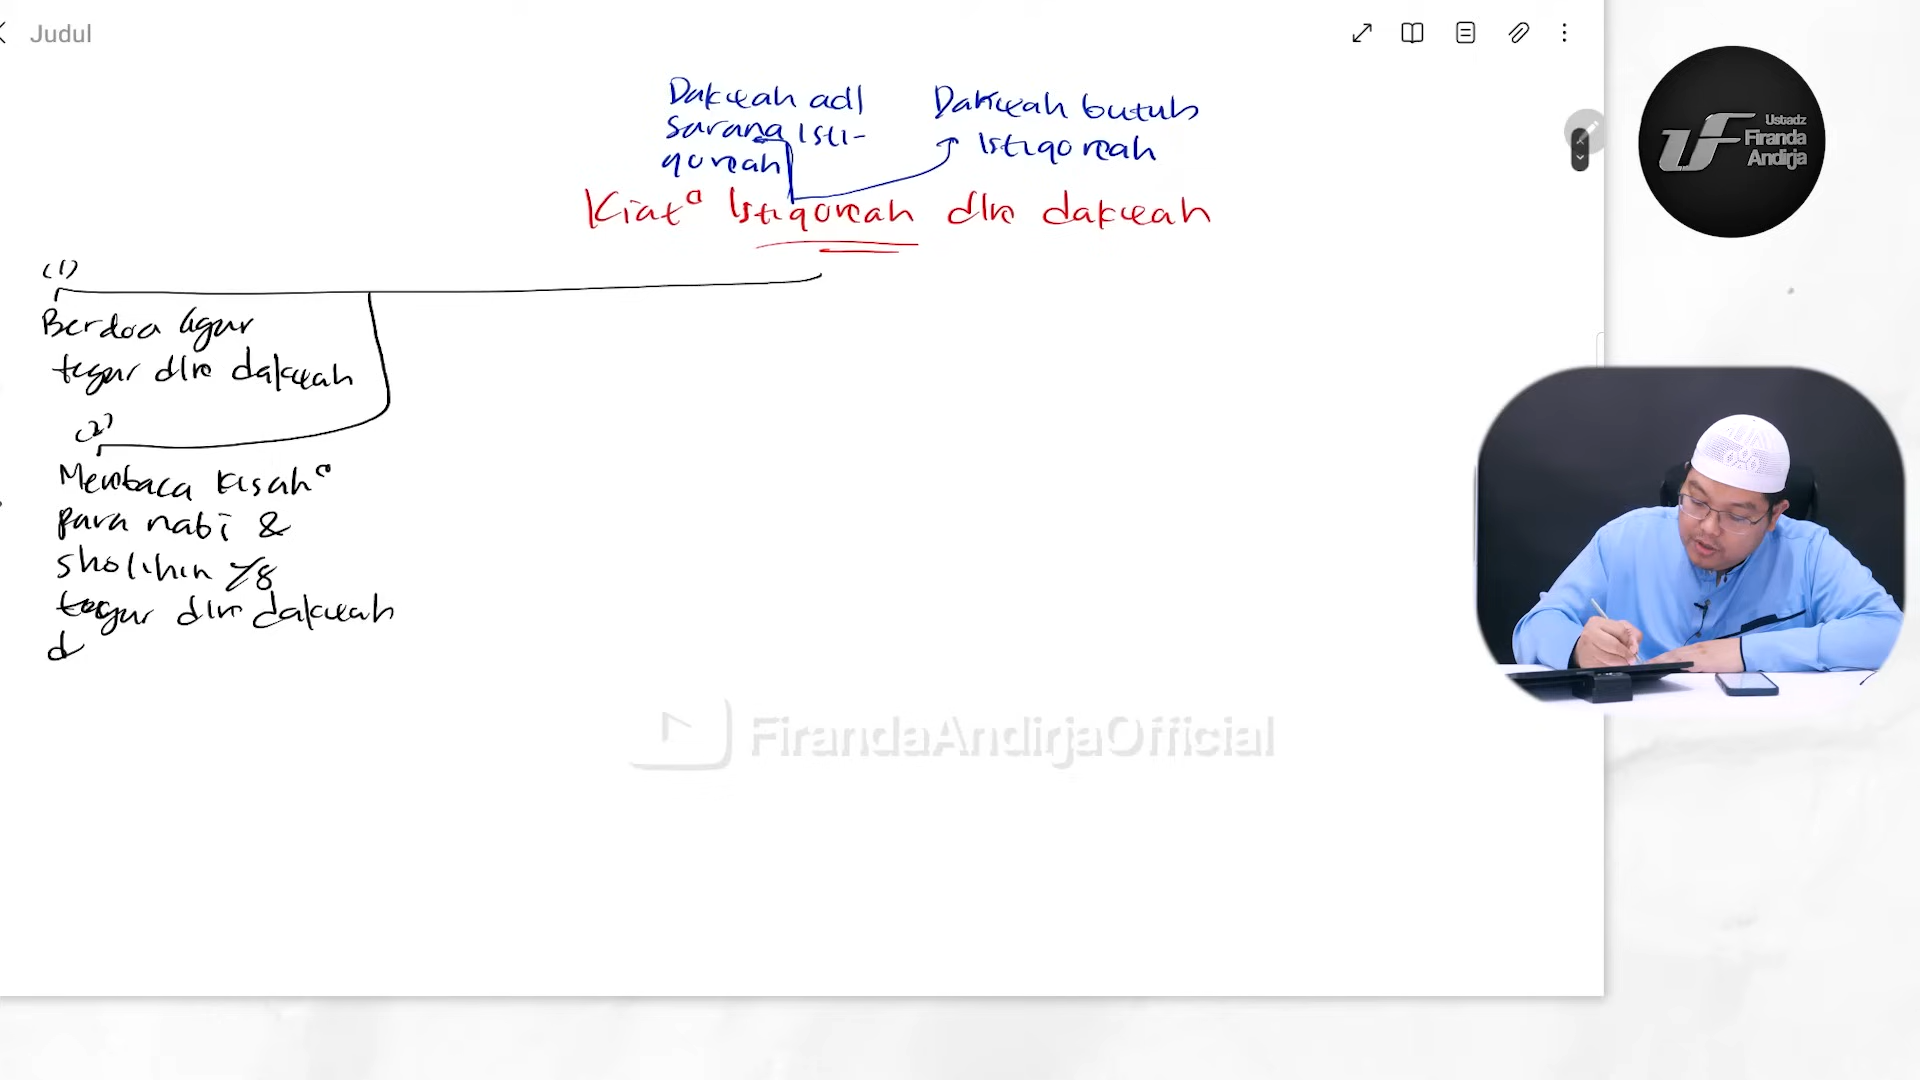 Judul
Dakwah adl
Sarana isti-
qomah
Dakwah butuh
Istiqomah
Kiat² Istiqomah dlm dakwah
(1)
Berdoa agar
tegar dlm dakwah
(2)
Membaca kisah²
para nabi &
sholihin yg
tegar dlm dakwah
d
Ustadz
Firanda
Andirja
UF
FirandaAndirjaOfficial